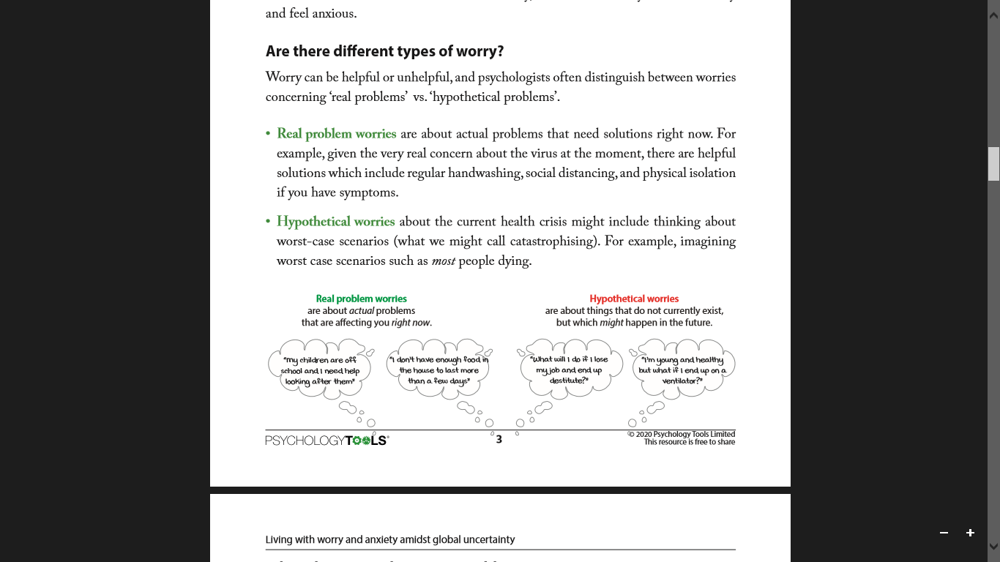 and feel anxious.
Are there different types of worry?
Worry can be helpful or unhelpful, and psychologists often distinguish between worries
concerning ‘real problems’ vs. ‘hypothetical problems’.
• Real problem worries are about actual problems that need solutions right now. For
example, given the very real concern about the virus at the moment, there are helpful
solutions which include regular handwashing, social distancing, and physical isolation
if you have symptoms.
• Hypothetical worries about the current health crisis might include thinking about
worst-case scenarios (what we might call catastrophising). For example, imagining
worst case scenarios such as most people dying.
Real problem worries
are about actual problems
that are affecting you right now.
Hypothetical worries
are about things that do not currently exist,
but which might happen in the future.
“my children are off
school and I need help
looking after them”
“I don’t have enough food in
the house to last more
than a few days”
“What will I do if I lose
my job and end up
destitute?”
“I’m young and healthy
but what if I end up on a
ventilator?”
PSYCHOLOGYTOOLS®
3
© 2020 Psychology Tools Limited
This resource is free to share
Living with worry and anxiety amidst global uncertainty